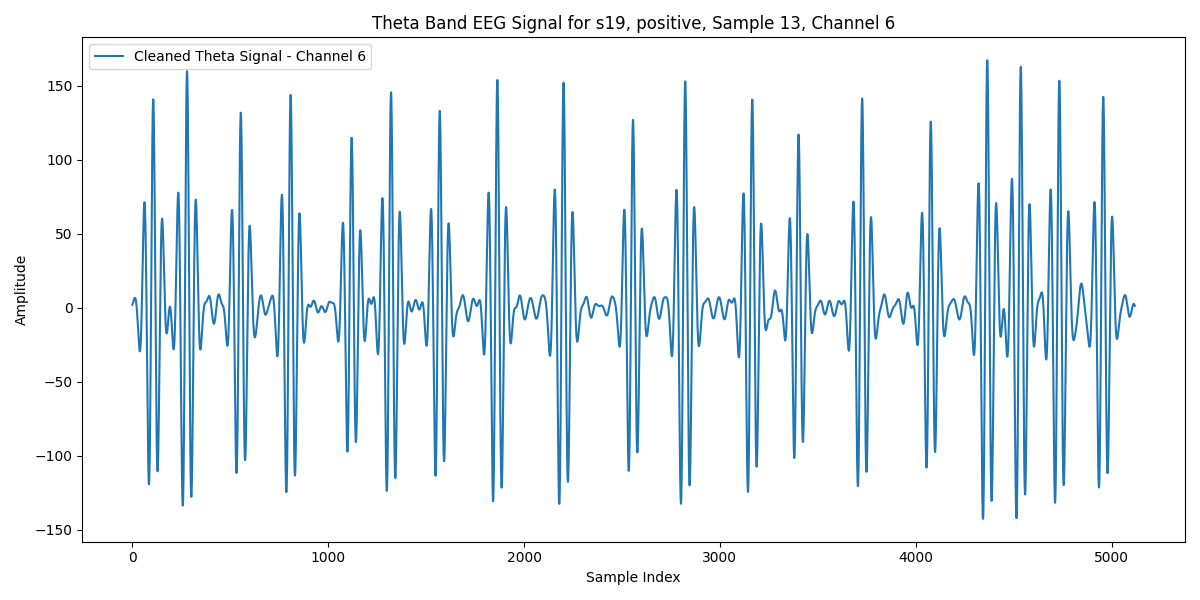 Theta Band EEG Signal for s19, positive, Sample 13, Channel 6
Cleaned Theta Signal - Channel 6
Amplitude
150
100
50
0
−50
−100
−150
0 1000 2000 3000 4000 5000
Sample Index